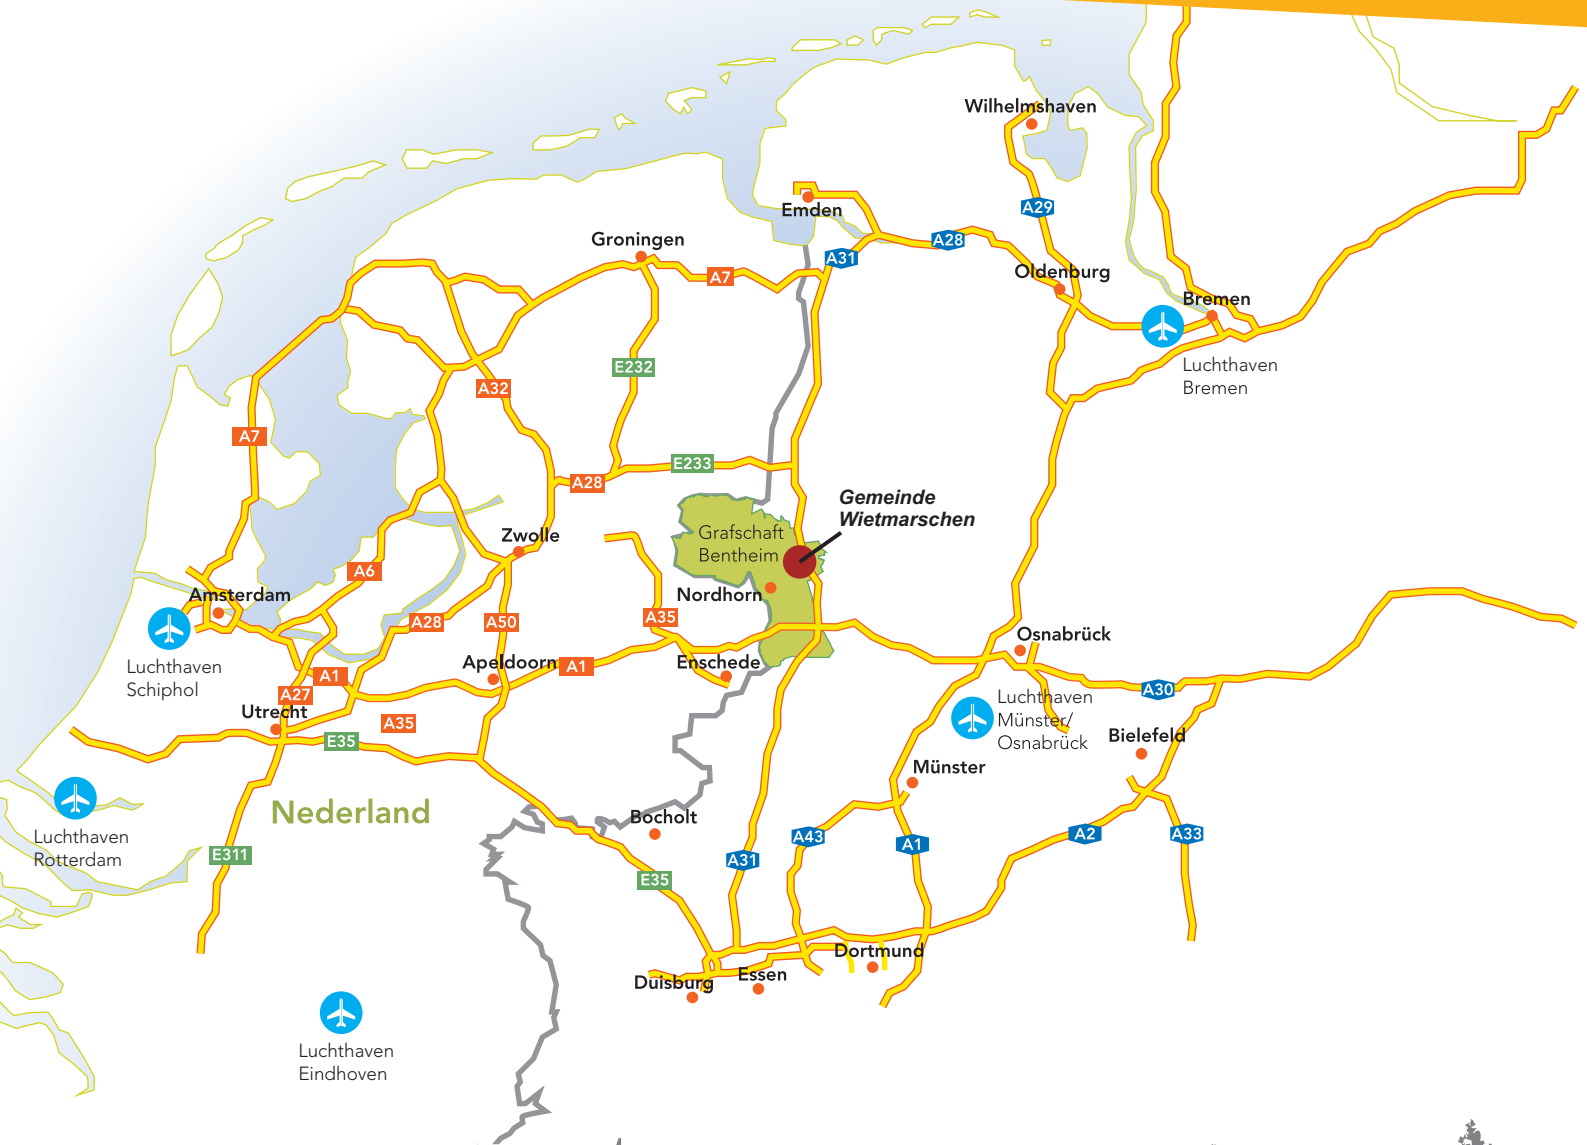 Wilhelmshaven
Emden
A29
Groningen
A28
A31
A7
Oldenburg
Bremen
Luchthaven
Bremen
E232
A32
A7
E233
A28
Gemeinde
Wietmarschen
Zwolle
Grafschaft
Bentheim
A6
Amsterdam
Nordhorn
A28
A50
A35
Osnabrück
Luchthaven
Schiphol
Apeldoorn
A1
Enschede
A1
A27
A30
Utrecht
A35
E35
Luchthaven
Münster/
Osnabrück
Bielefeld
Münster
Nederland
Bocholt
Luchthaven
Rotterdam
E311
A43
A1
A2
A33
A31
E35
Dortmund
Duisburg
Essen
Luchthaven
Eindhoven